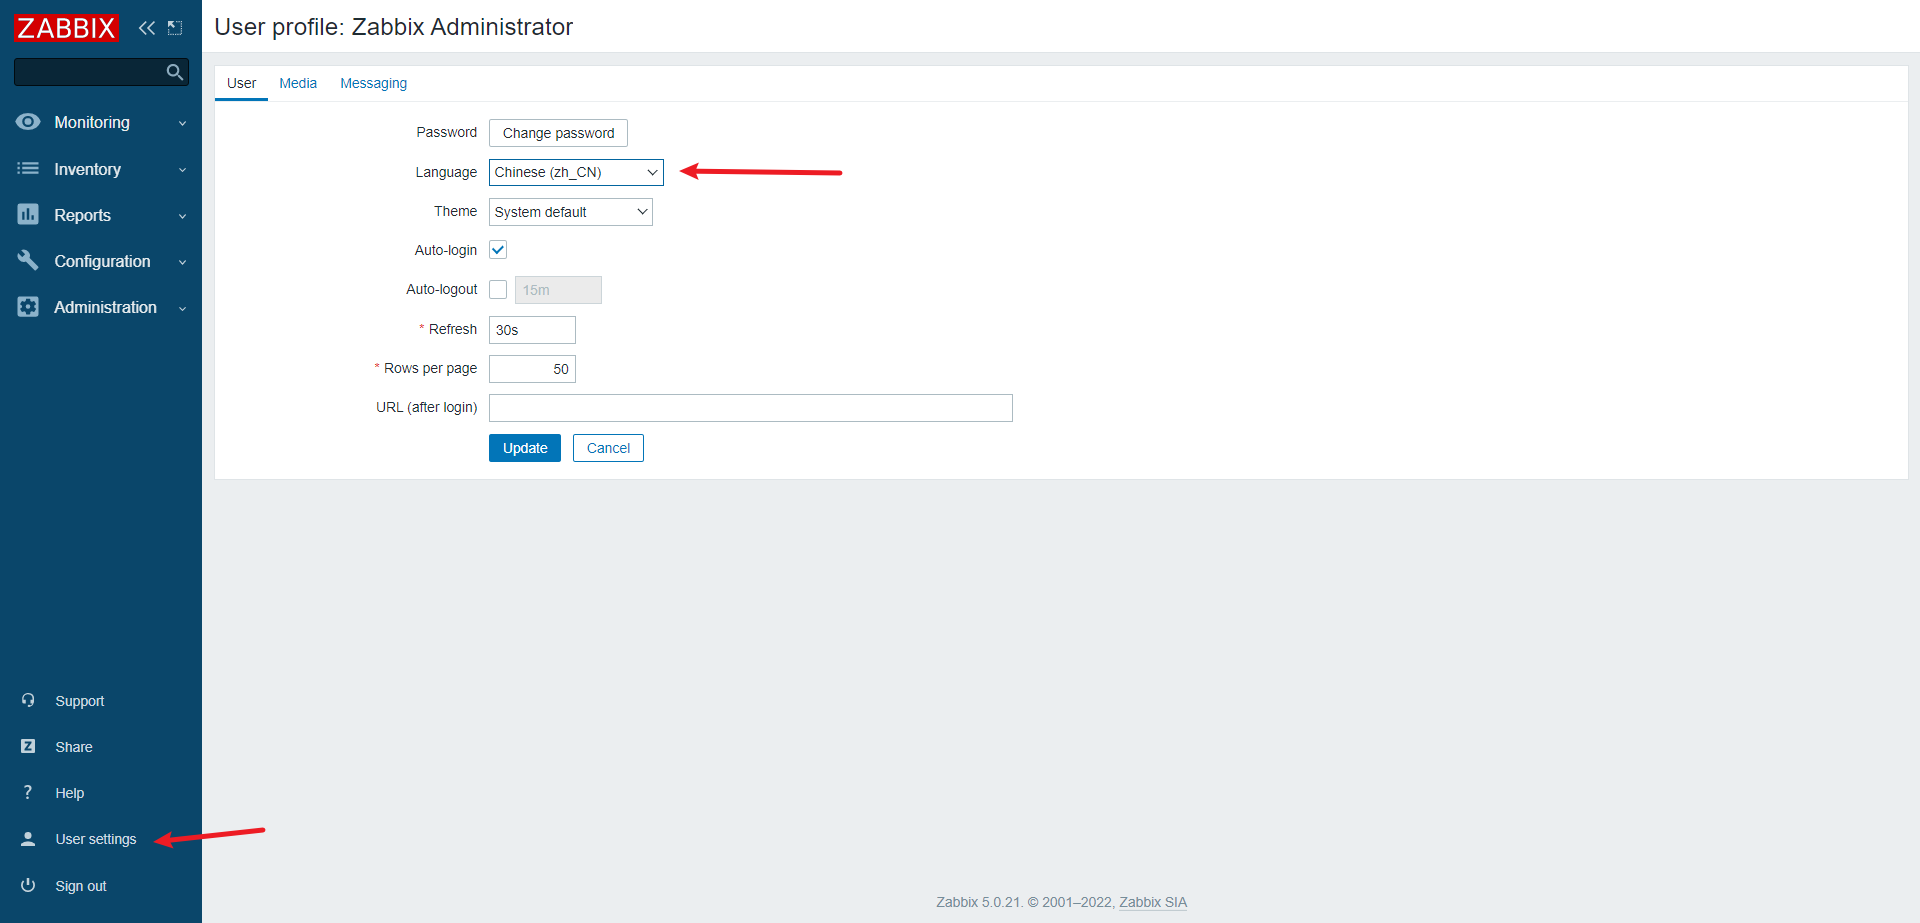 ZABBIX
User profile: Zabbix Administrator
Monitoring
Inventory
Reports
Configuration
Administration
Support
Z Share
? Help
User settings
Sign out
User Media Messaging
Password Change password
Language Chinese (zh_CN)
Theme System default
Auto-login
Auto-logout 15m
* Refresh 30s
* Rows per page 50
URL (after login)
Update Cancel
Zabbix 5.0.21. © 2001–2022, Zabbix SIA